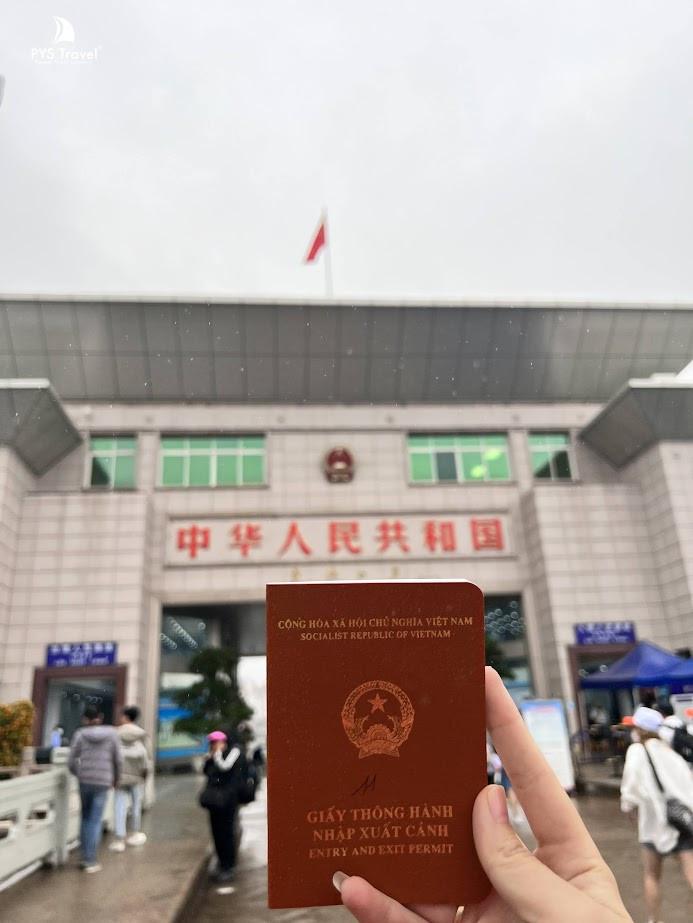 PYS Travel
中华人民共和国
CỘNG HÒA XÃ HỘI CHỦ NGHĨA VIỆT NAM
SOCIALIST REPUBLIC OF VIETNAM
11
GIẤY THÔNG HÀNH
NHẬP XUẤT CẢNH
ENTRY AND EXIT PERMIT